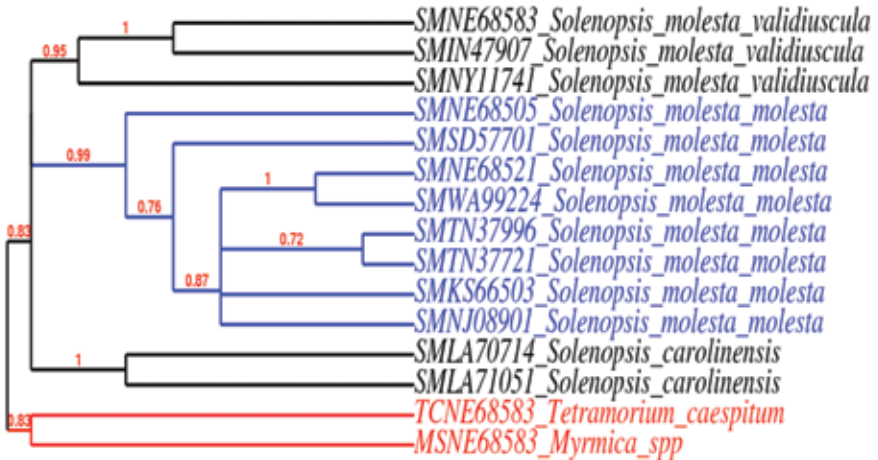 SMNE68583_Solenopsis_molesta_validiuscula
1
0.95
SMIN47907_Solenopsis_molesta_validiuscula
SMNY11741_Solenopsis_molesta_validiuscula
SMNE68505_Solenopsis_molesta_molesta
SMSD57701_Solenopsis_molesta_molesta
0.99
SMNE68521_Solenopsis_molesta_molesta
1
SMWA99224_Solenopsis_molesta_molesta
0.76
SMTN37996_Solenopsis_molesta_molesta
0.83
0.72
SMTN37721_Solenopsis_molesta_molesta
0.87
SMKS66503_Solenopsis_molesta_molesta
SMNJ08901_Solenopsis_molesta_molesta
SMLA70714_Solenopsis_carolinensis
1
SMLA71051_Solenopsis_carolinensis
TCNE68583_Tetramorium_caespitum
0.83
MSNE68583_Myrmica_spp